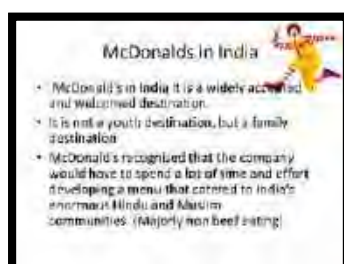 McDonalds in India
• McDonald's in India it is a widely accepted
and welcomed destination.
• It is not a youth destination, but a family
destination
• McDonald's recognised that the company
would have to spend a lot of time and effort
developing a menu that catered to India's
enormous Hindu and Muslim
communities. (Majorly non beef eating)